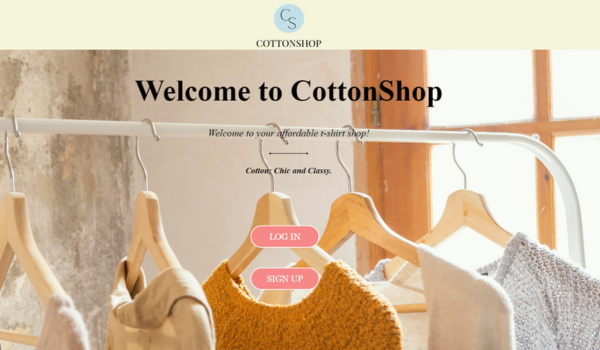 CS
COTTONSHOP
Welcome to CottonShop
Welcome to your affordable t-shirt shop!
Cotton: Chic and Classy.
LOG IN
SIGN UP